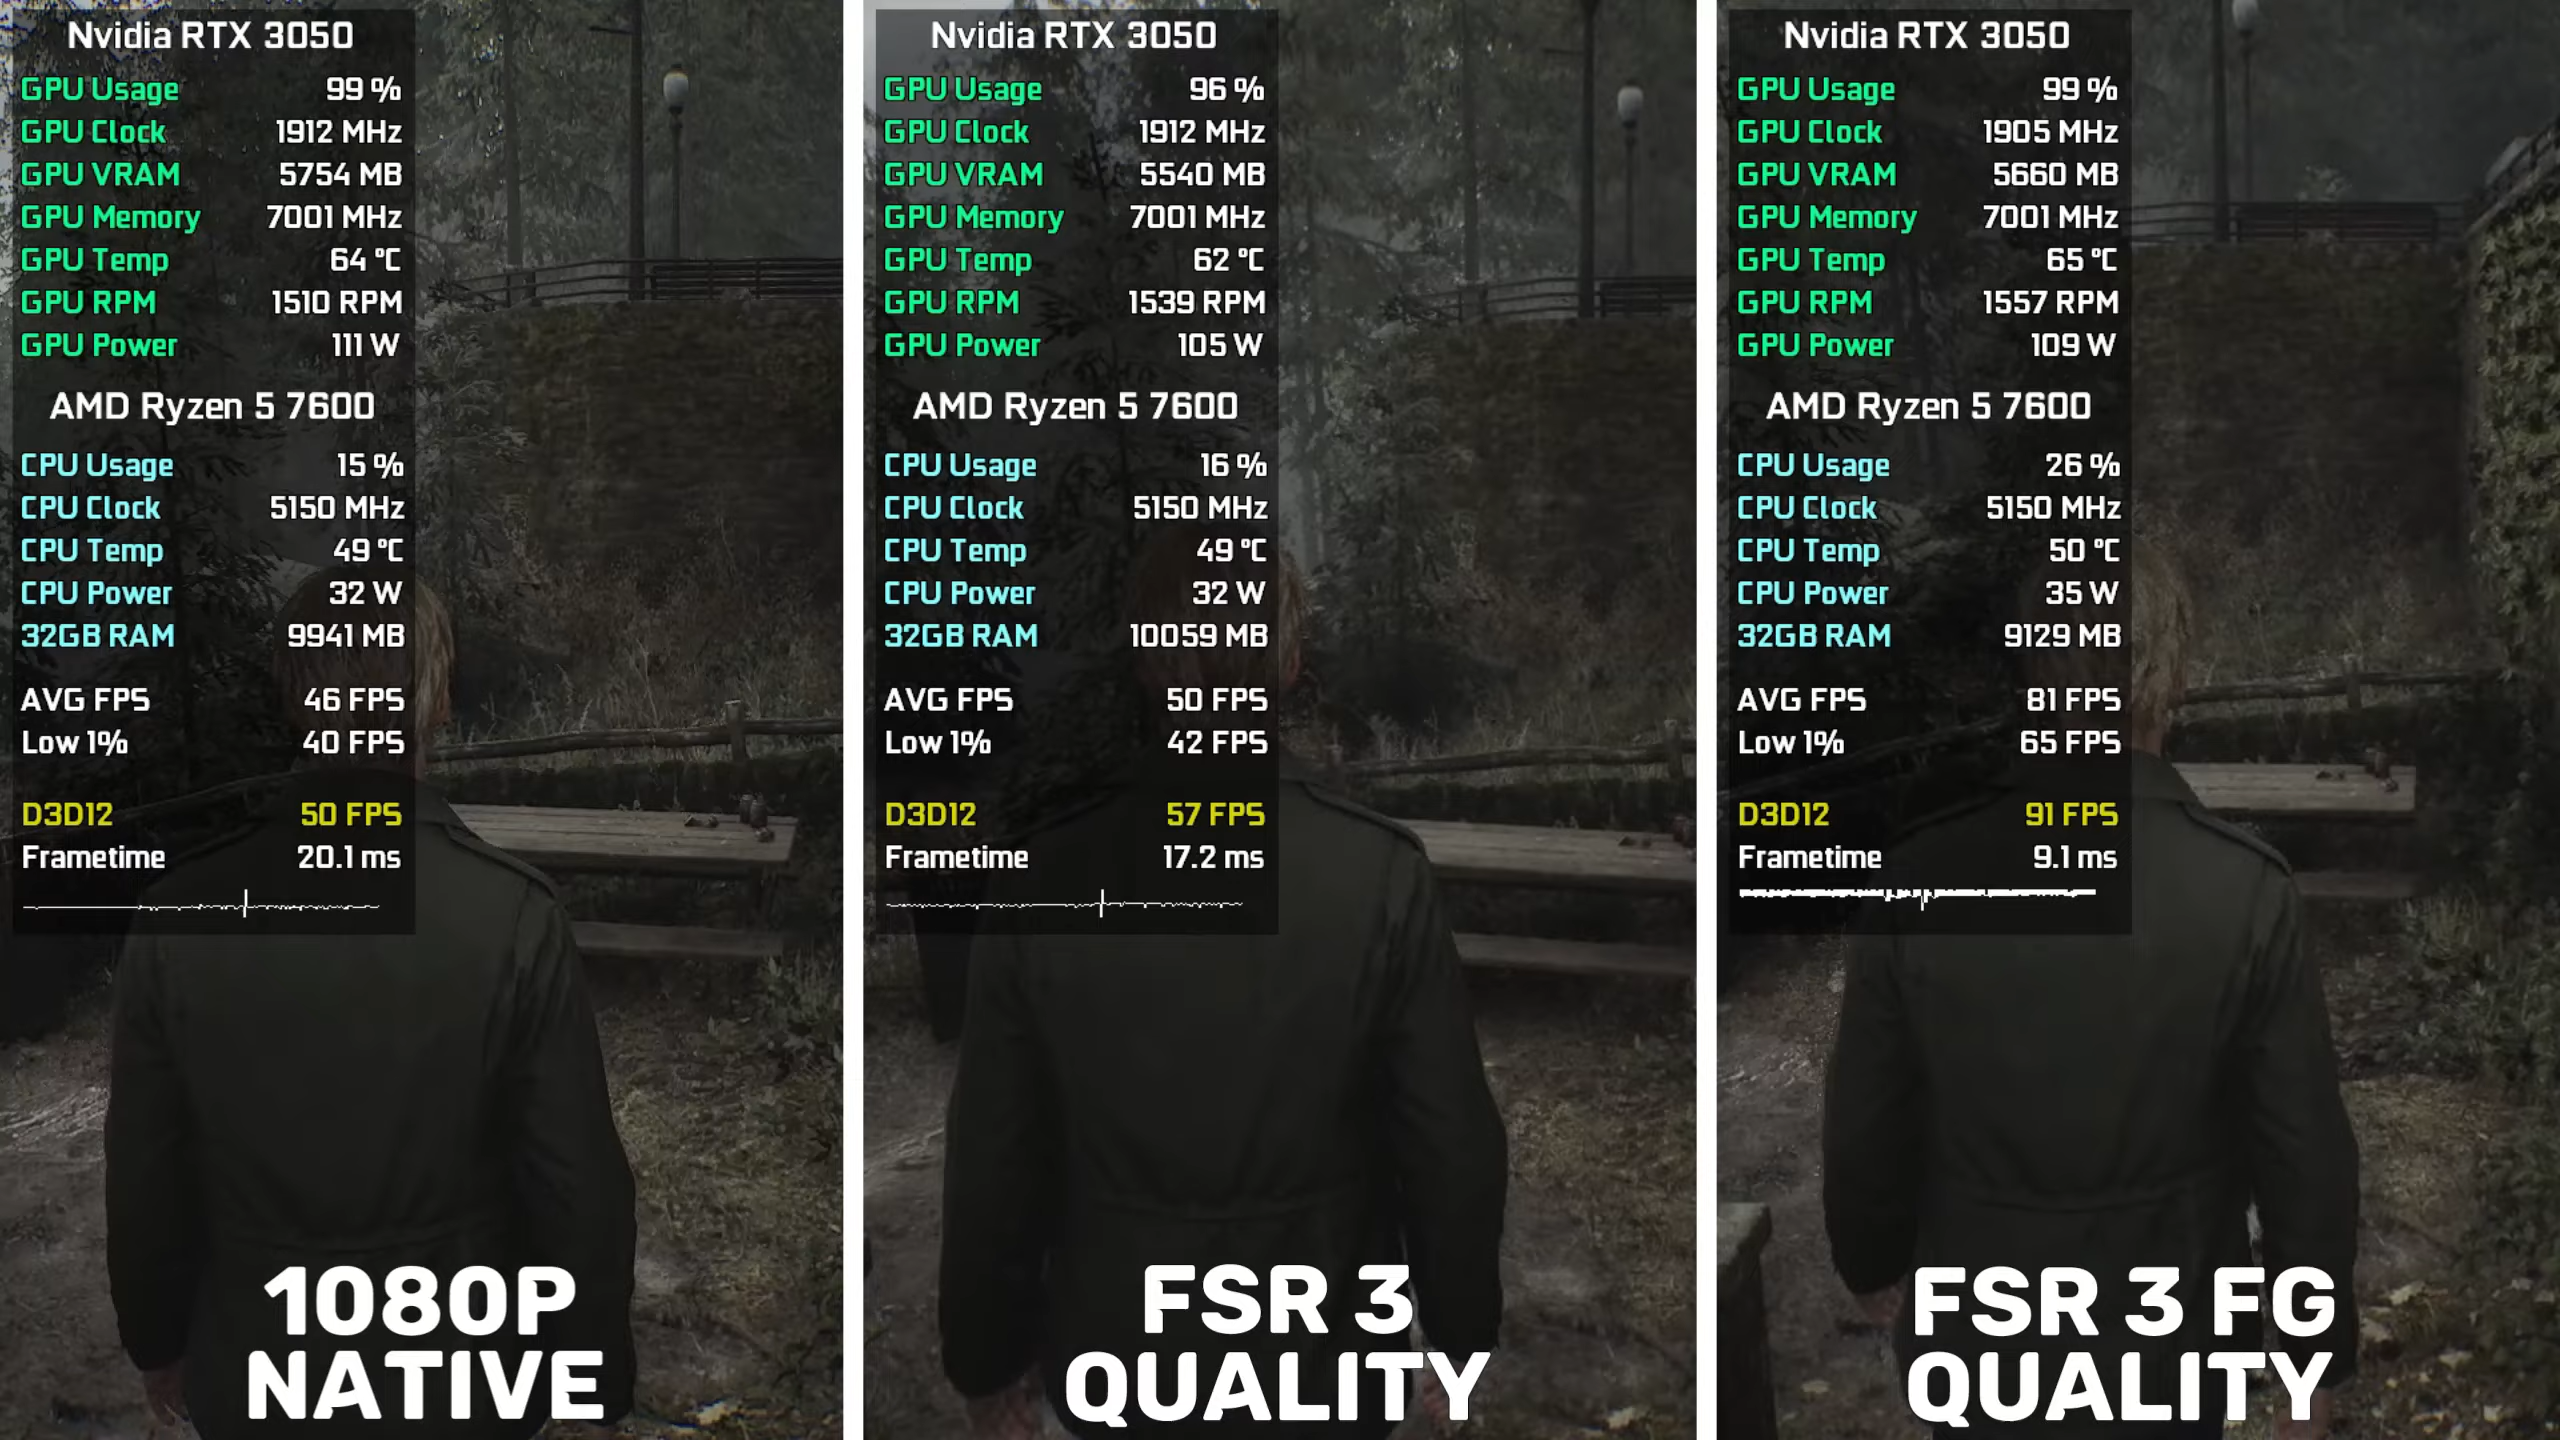 Nvidia RTX 3050
GPU Usage 99 %
GPU Clock 1912 MHz
GPU VRAM 5754 MB
GPU Memory 7001 MHz
GPU Temp 64 °C
GPU RPM 1510 RPM
GPU Power 111 W
AMD Ryzen 5 7600
CPU Usage 15 %
CPU Clock 5150 MHz
CPU Temp 49 °C
CPU Power 32 W
32GB RAM 9941 MB
AVG FPS 46 FPS
Low 1% 40 FPS
D3D12 50 FPS
Frametime 20.1 ms
1080P
NATIVE
Nvidia RTX 3050
GPU Usage 96 %
GPU Clock 1912 MHz
GPU VRAM 5540 MB
GPU Memory 7001 MHz
GPU Temp 62 °C
GPU RPM 1539 RPM
GPU Power 105 W
AMD Ryzen 5 7600
CPU Usage 16 %
CPU Clock 5150 MHz
CPU Temp 49 °C
CPU Power 32 W
32GB RAM 10059 MB
AVG FPS 50 FPS
Low 1% 42 FPS
D3D12 57 FPS
Frametime 17.2 ms
FSR 3
QUALITY
Nvidia RTX 3050
GPU Usage 99 %
GPU Clock 1905 MHz
GPU VRAM 5660 MB
GPU Memory 7001 MHz
GPU Temp 65 °C
GPU RPM 1557 RPM
GPU Power 109 W
AMD Ryzen 5 7600
CPU Usage 26 %
CPU Clock 5150 MHz
CPU Temp 50 °C
CPU Power 35 W
32GB RAM 9129 MB
AVG FPS 81 FPS
Low 1% 65 FPS
D3D12 91 FPS
Frametime 9.1 ms
FSR 3 FG
QUALITY